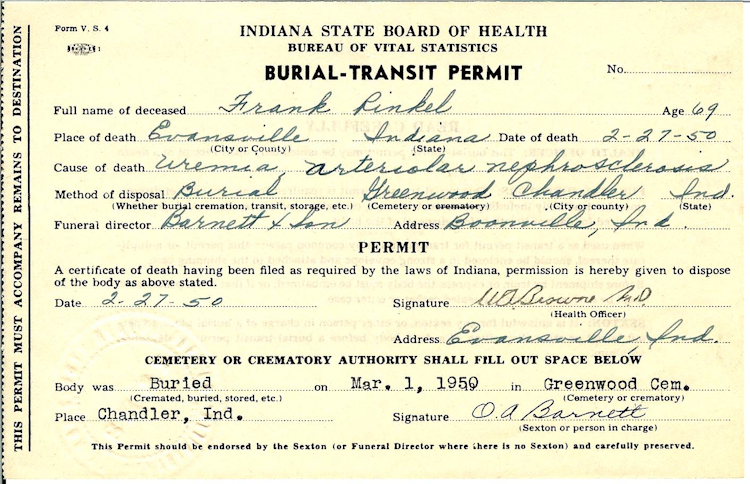 Form V. S. 4
1
INDIANA STATE BOARD OF HEALTH
BUREAU OF VITAL STATISTICS
BURIAL-TRANSIT PERMIT
No.
Full name of deceased Frank Rinkel Age 69
Place of death Evansville Indiana Date of death 2-27-50
(City or County) (State)
Cause of death Uremia, arteriolar nephrosclerosis
Method of disposal Burial Greenwood Chandler Ind.
(Whether burial cremation, transit, storage, etc.) (Cemetery or crematory) (City or county) (State)
Funeral director Barnett & Son Address Boonville, Ind.
PERMIT
A certificate of death having been filed as required by the laws of Indiana, permission is hereby given to dispose
of the body as above stated.
Date 2-27-50 Signature WD Browne M.D
(Health Officer)
Address Evansville, Ind.
CEMETERY OR CREMATORY AUTHORITY SHALL FILL OUT SPACE BELOW
Body was Buried on Mar. 1, 1950 in Greenwood Cem.
(Cremated, buried, stored, etc.) (Cemetery or crematory)
Place Chandler, Ind. Signature O.A Barnett
(Sexton or person in charge)
This Permit should be endorsed by the Sexton (or Funeral Director where there is no Sexton) and carefully preserved.
THIS PERMIT MUST ACCOMPANY REMAINS TO DESTINATION